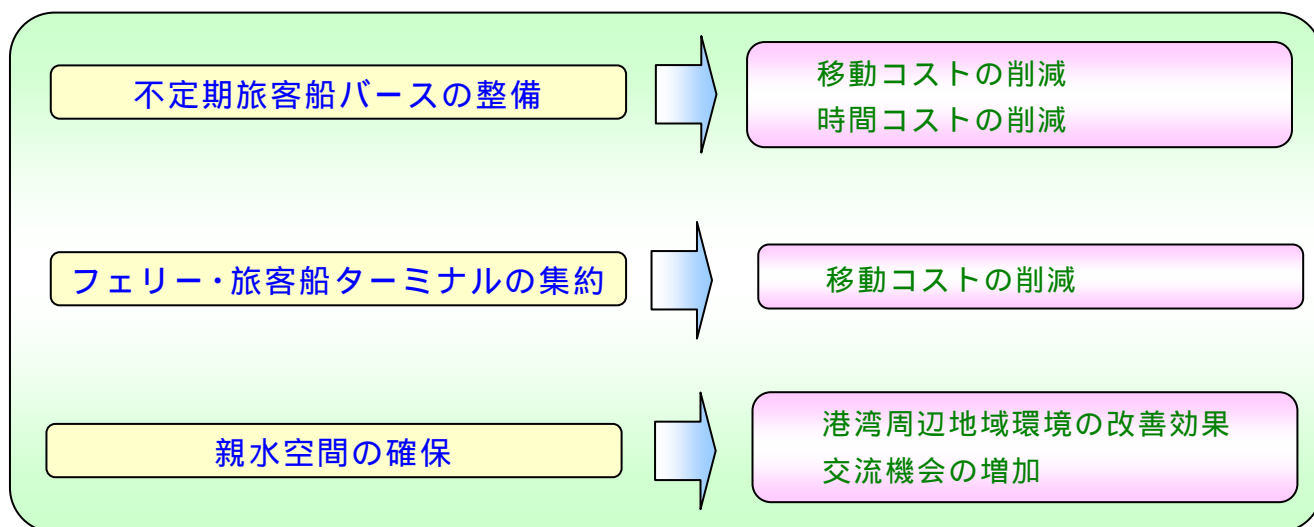 不定期旅客船バースの整備
移動コストの削減
時間コストの削減
フェリー・旅客船ターミナルの集約
移動コストの削減
親水空間の確保
港湾周辺地域環境の改善効果
交流機会の増加